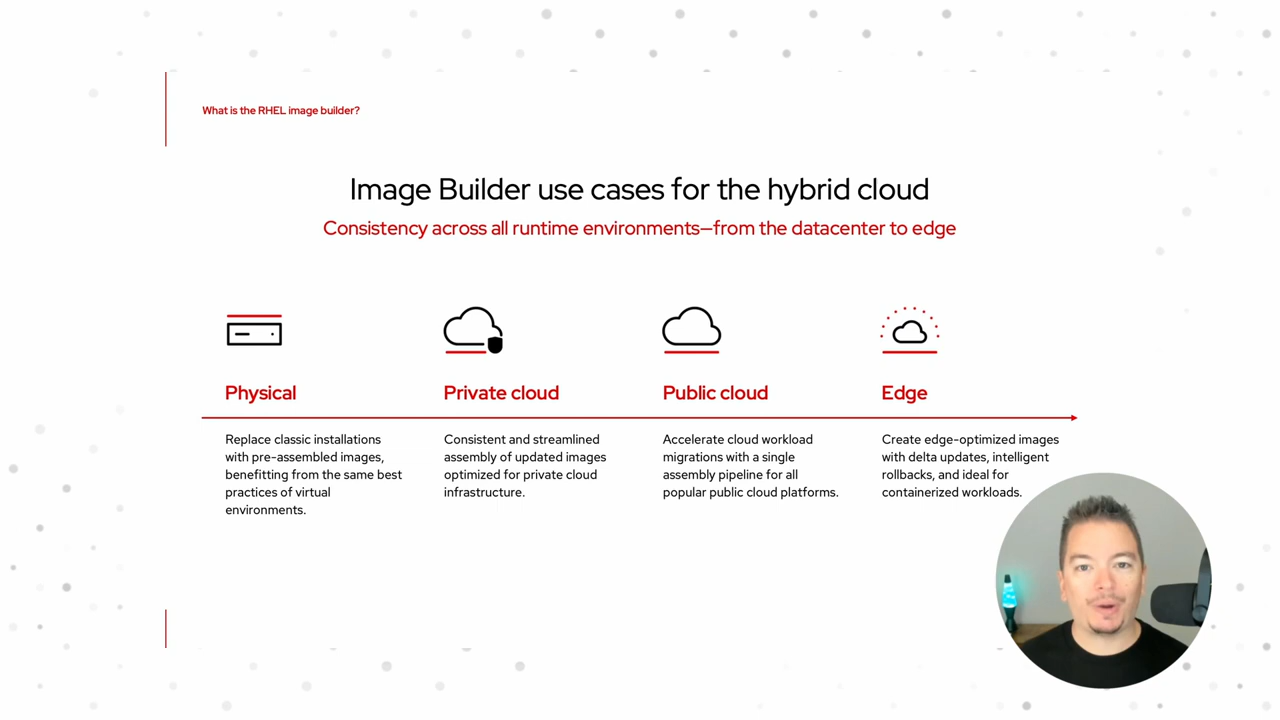 What is the RHEL image builder?
Image Builder use cases for the hybrid cloud
Consistency across all runtime environments—from the datacenter to edge
Physical
Replace classic installations
with pre-assembled images,
benefitting from the same best
practices of virtual
environments.
Private cloud
Consistent and streamlined
assembly of updated images
optimized for private cloud
infrastructure.
Public cloud
Accelerate cloud workload
migrations with a single
assembly pipeline for all
popular public cloud platforms.
Edge
Create edge-optimized images
with delta updates, intelligent
rollbacks, and ideal for
containerized workloads.